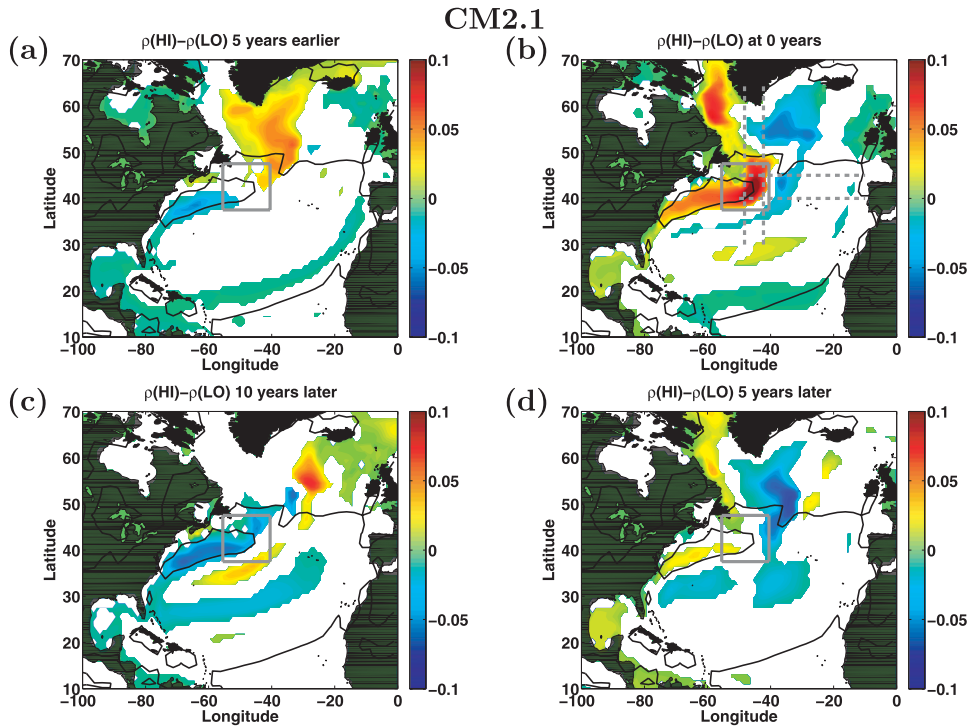 CM2.1
(a)
ρ(HI)−ρ(LO) 5 years earlier
70
60
50
40
30
20
10
Latitude
−100 −80 −60 −40 −20 0
Longitude
0.1
0.05
0
−0.05
−0.1
(b)
ρ(HI)−ρ(LO) at 0 years
70
60
50
40
30
20
10
Latitude
−100 −80 −60 −40 −20 0
Longitude
0.1
0.05
0
−0.05
−0.1
(c)
ρ(HI)−ρ(LO) 10 years later
70
60
50
40
30
20
10
Latitude
−100 −80 −60 −40 −20 0
Longitude
0.1
0.05
0
−0.05
−0.1
(d)
ρ(HI)−ρ(LO) 5 years later
70
60
50
40
30
20
10
Latitude
−100 −80 −60 −40 −20 0
Longitude
0.1
0.05
0
−0.05
−0.1